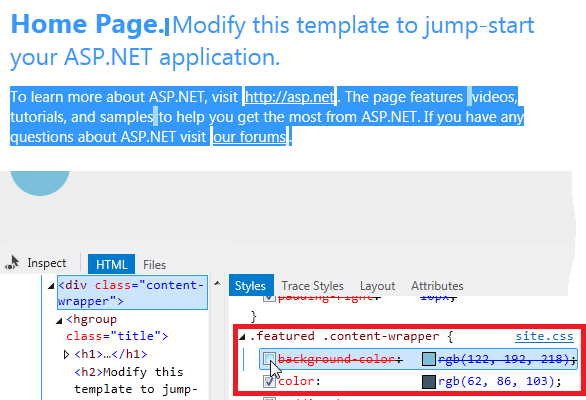 Home Page. Modify this template to jump-start
your ASP.NET application.
To learn more about ASP.NET, visit http://asp.net. The page features videos,
tutorials, and samples to help you get the most from ASP.NET. If you have any
questions about ASP.NET visit our forums.
Inspect HTML Files
<div class="content-
wrapper">
<hgroup
class="title">
<h1>…</h1>
<h2>Modify this
template to jump-
Styles Trace Styles Layout Attributes
padding-right: 10px;
}
.featured .content-wrapper { site.css
background-color: rgb(122, 192, 218);
color: rgb(62, 86, 103);